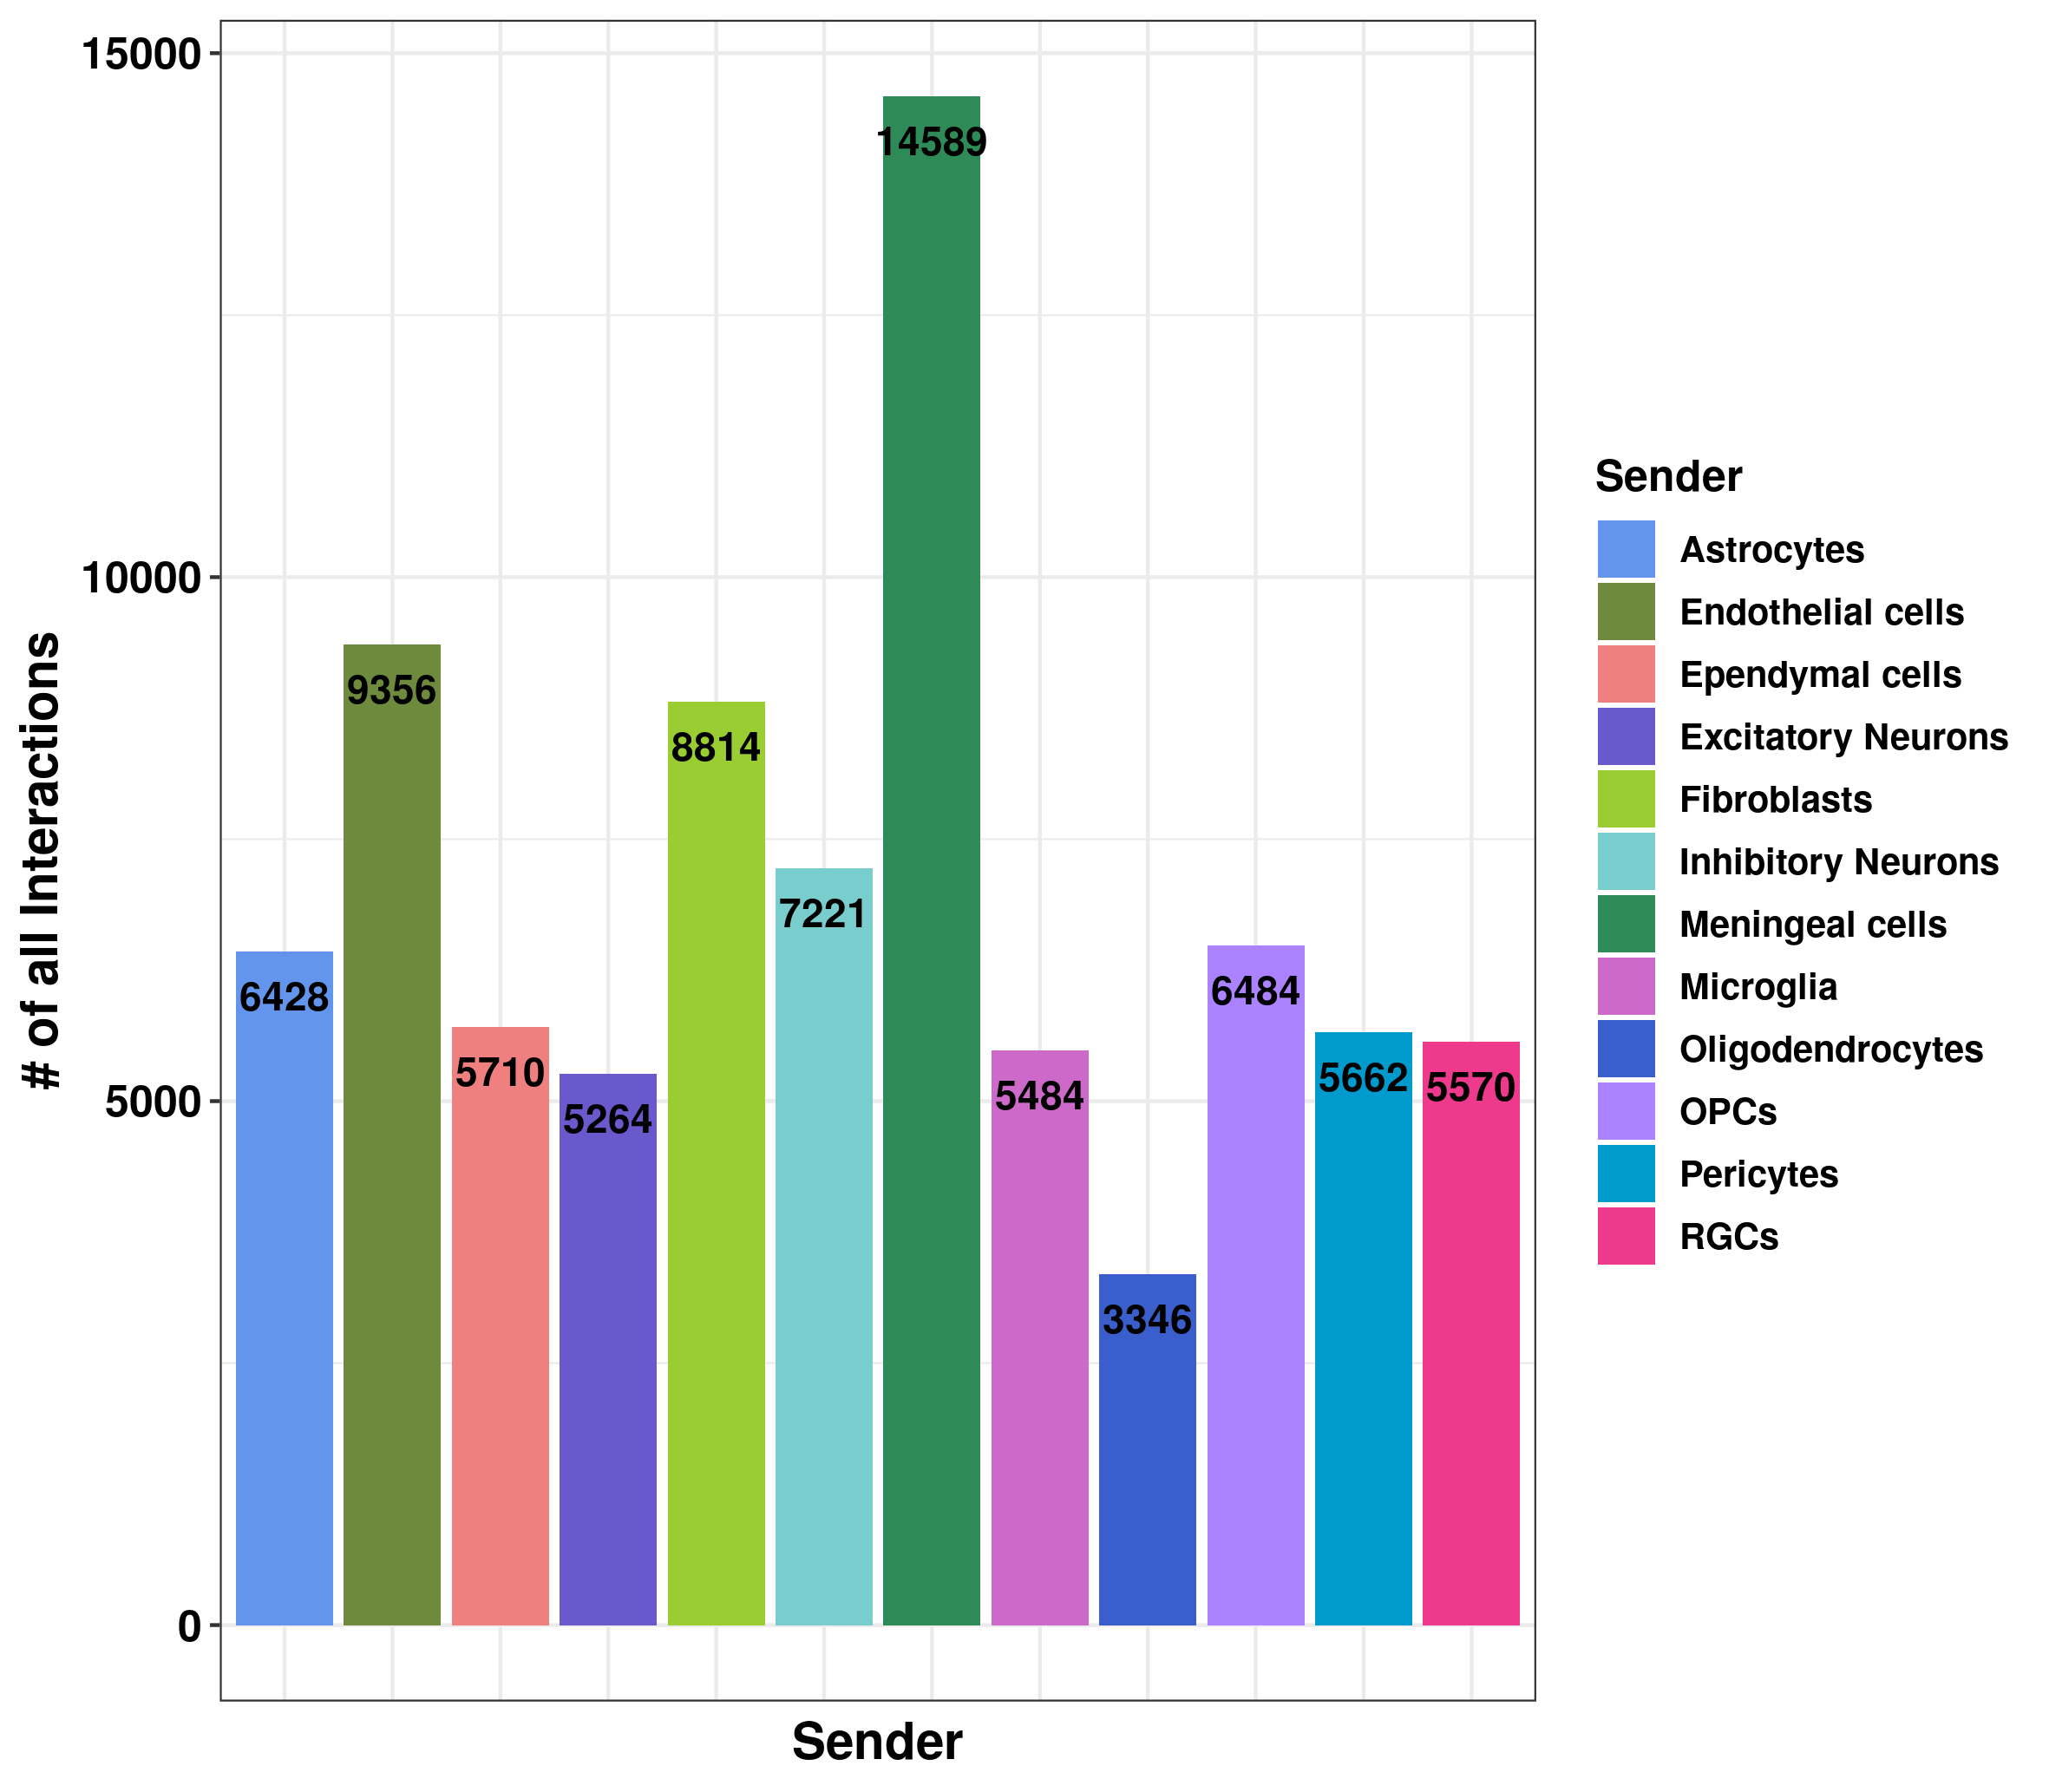 # of all Interactions
15000
10000
5000
0
6428
9356
5710
5264
8814
7221
14589
5484
3346
6484
5662
5570
Sender
Sender
Astrocytes
Endothelial cells
Ependymal cells
Excitatory Neurons
Fibroblasts
Inhibitory Neurons
Meningeal cells
Microglia
Oligodendrocytes
OPCs
Pericytes
RGCs